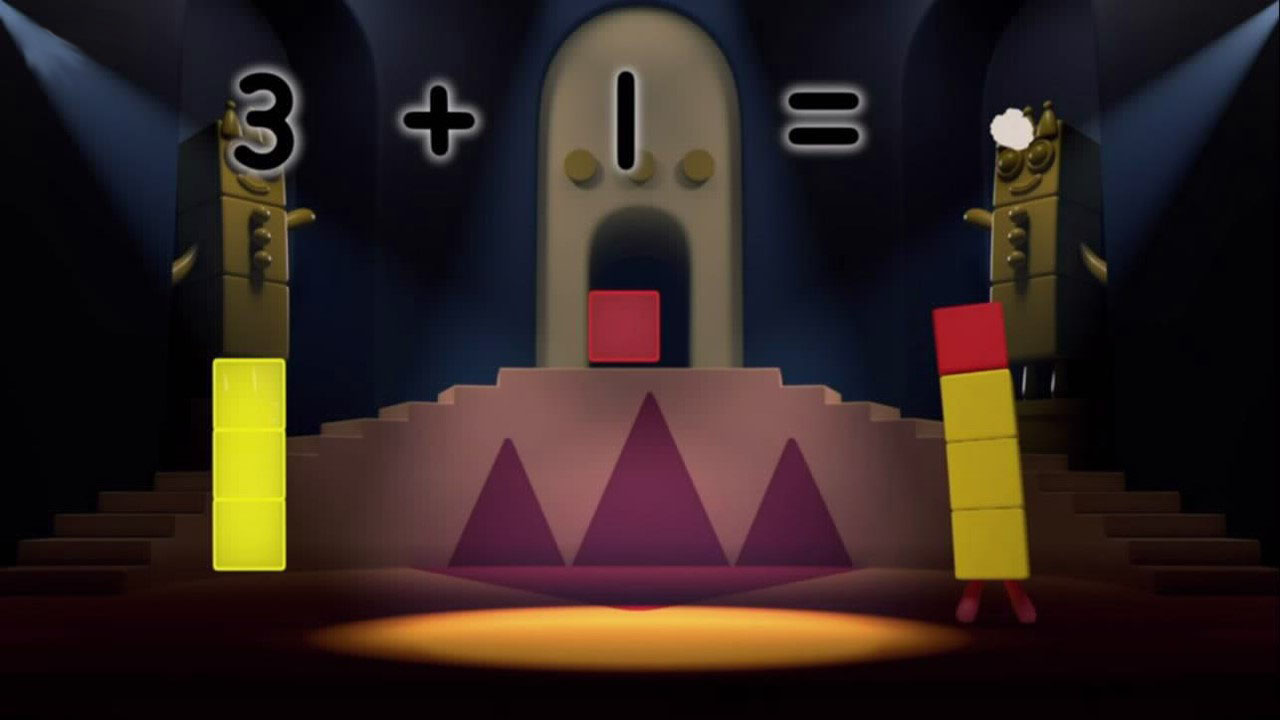 3 + 1 =